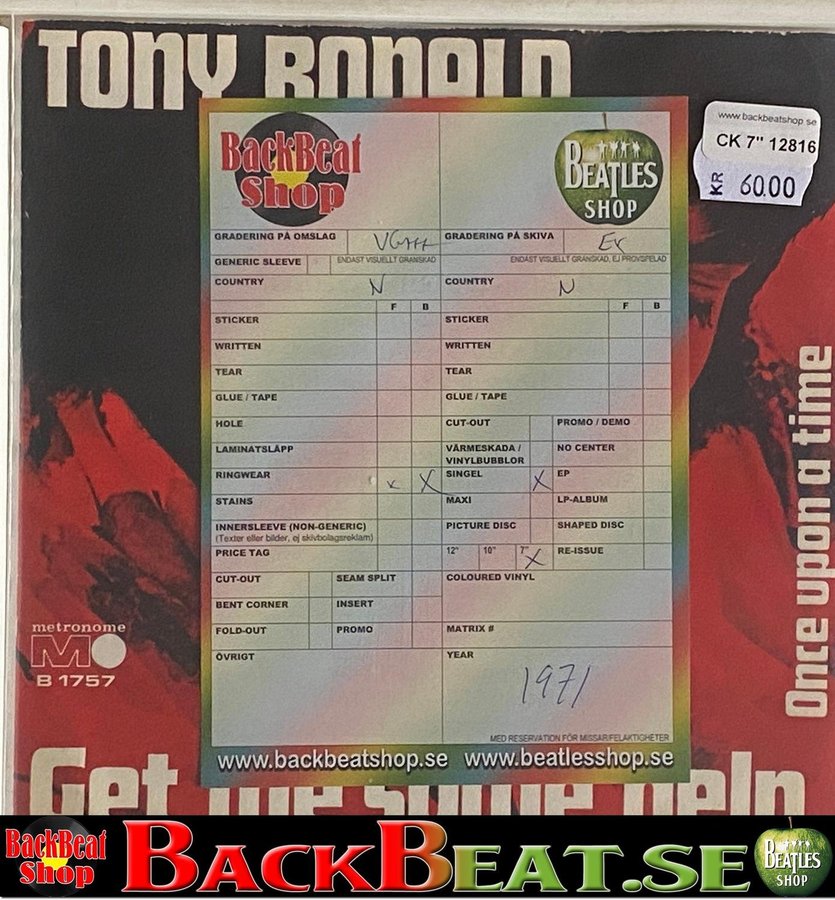 TONY RONALD
www.backbeatshop.se
CK 7" 12816
KR 60.00
BackBeat Shop
BEATLES SHOP
GRADERING PÅ OMSLAG VG+++ GRADERING PÅ SKIVA Ex
GENERIC SLEEVE ENDAST VISUELLT GRANSKAD ENDAST VISUELLT GRANSKAD, EJ PROVSPELAD
COUNTRY N COUNTRY N
F B F B
STICKER STICKER
WRITTEN WRITTEN
TEAR TEAR
GLUE / TAPE GLUE / TAPE
HOLE CUT-OUT PROMO / DEMO
LAMINATSLÄPP VÄRMESKADA / VINYLBUBBLOR NO CENTER
RINGWEAR x X SINGEL X EP
STAINS MAXI LP-ALBUM
INNERSLEEVE (NON-GENERIC) PICTURE DISC SHAPED DISC
(Texter eller bilder, ej skivbolagsreklam)
PRICE TAG 12" 10" 7" X RE-ISSUE
CUT-OUT SEAM SPLIT COLOURED VINYL
BENT CORNER INSERT
FOLD-OUT PROMO MATRIX #
ÖVRIGT YEAR
1971
MED RESERVATION FÖR MISSAR/FELAKTIGHETER
www.backbeatshop.se www.beatlesshop.se
metronome
B 1757
Once upon a time
Get me some help
BackBeat Shop BACKBEAT.SE BEATLES SHOP